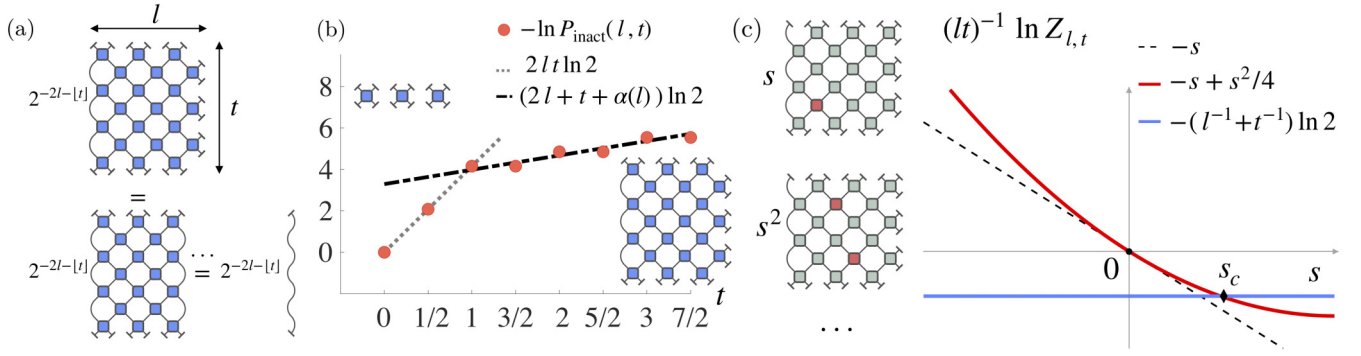 (a)
l
2^{-2l-⌊t⌋}
t
=
2^{-2l-⌊t⌋}
...
= 2^{-2l-⌊t⌋}
(b)
−ln P_{inact}(l, t)
2 l t ln 2
(2 l + t + α(l)) ln 2
8
6
4
2
0
0 1/2 1 3/2 2 5/2 3 7/2
t
(c)
s
s^2
...
(lt)^{-1} ln Z_{l,t}
−s
−s + s^2/4
−(l^{-1}+t^{-1}) ln 2
0
s_c
s